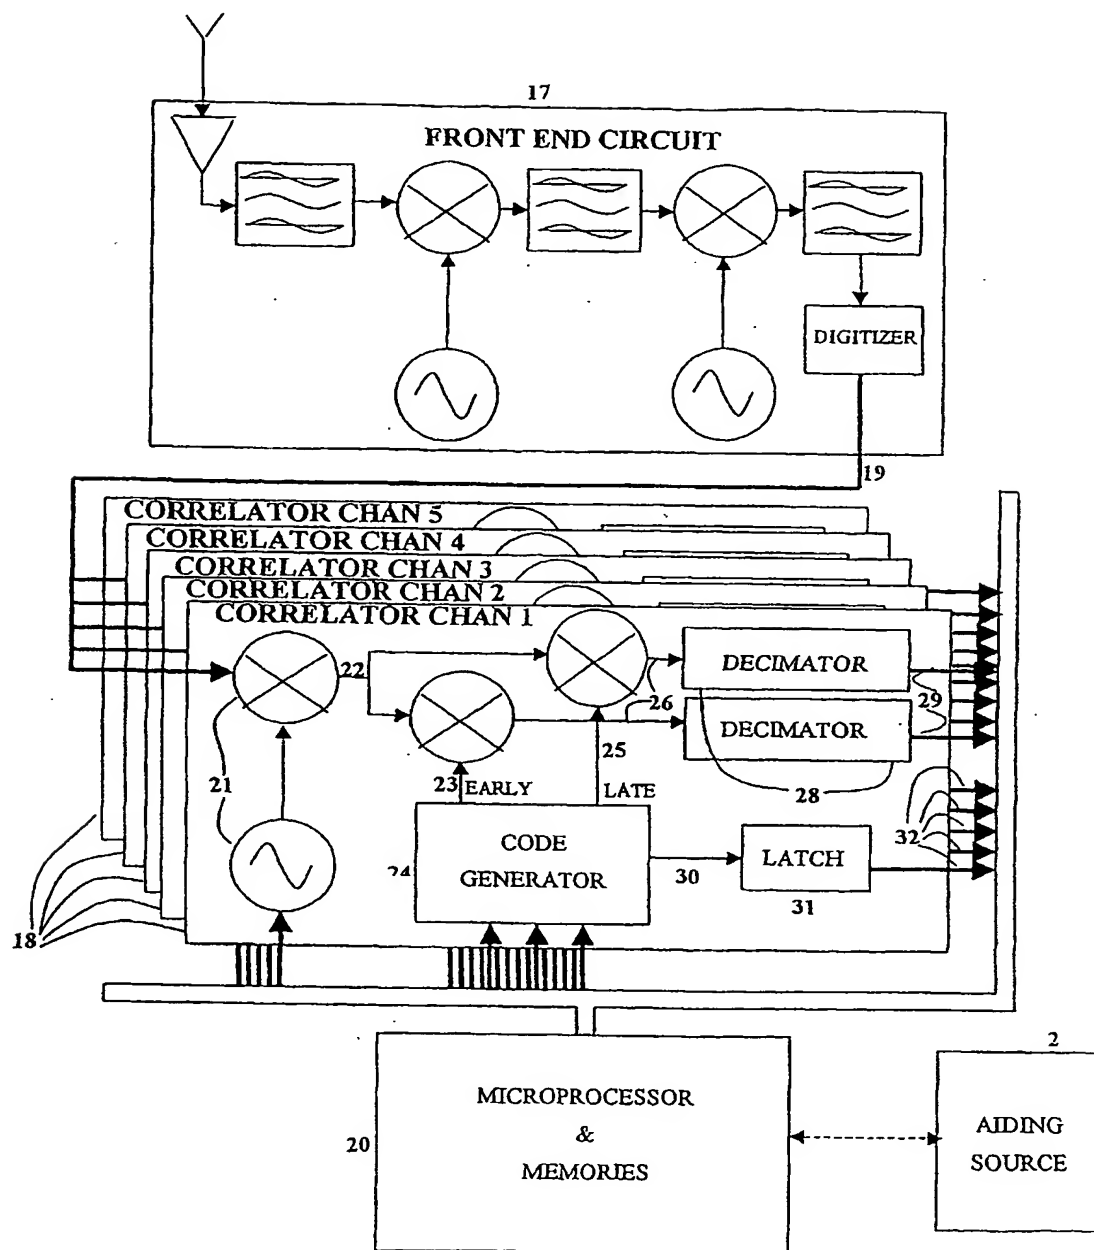 17
FRONT END CIRCUIT
DIGITIZER
19
CORRELATOR CHAN 5
CORRELATOR CHAN 4
CORRELATOR CHAN 3
CORRELATOR CHAN 2
CORRELATOR CHAN 1
22
26
DECIMATOR
29
DECIMATOR
25
21
23
EARLY
LATE
28
32
CODE
GENERATOR
24
30
LATCH
31
18
2
MICROPROCESSOR
&
MEMORIES
20
AIDING
SOURCE